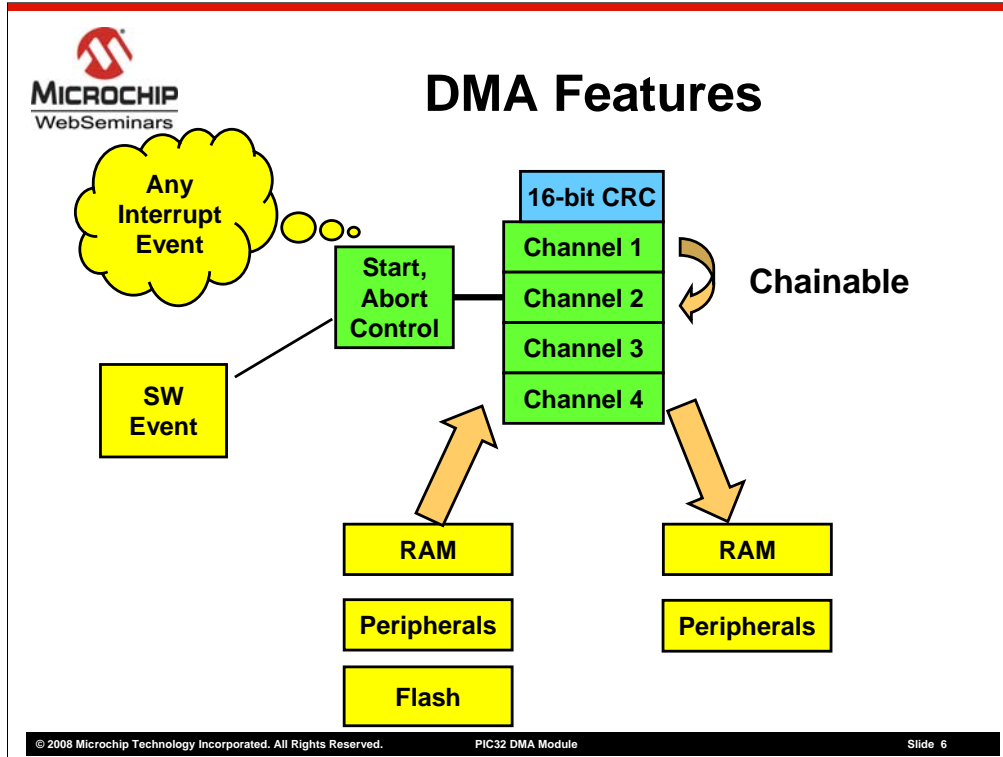 MICROCHIP
WebSeminars
DMA Features
Any
Interrupt
Event
16-bit CRC
Channel 1
Channel 2
Channel 3
Channel 4
Chainable
Start,
Abort
Control
SW
Event
RAM
Peripherals
Flash
RAM
Peripherals
© 2008 Microchip Technology Incorporated. All Rights Reserved.
PIC32 DMA Module
Slide 6